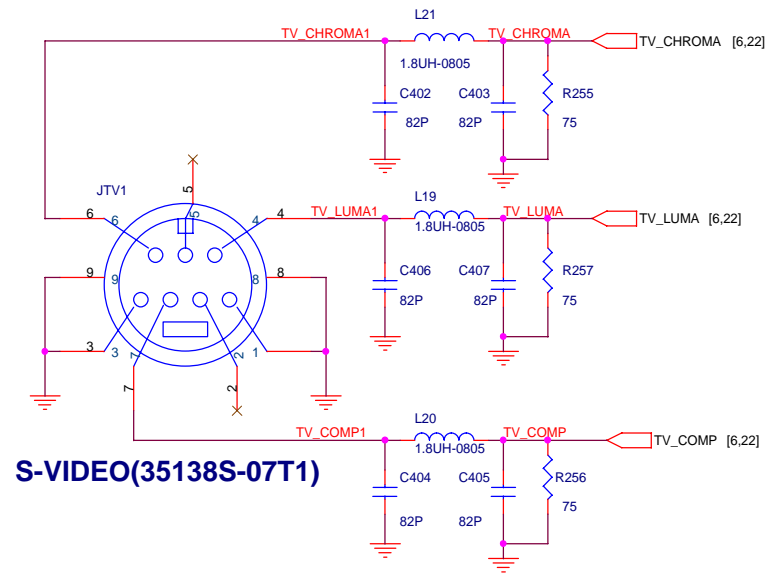 L21
TV_CHROMA1
TV_CHROMA
TV_CHROMA [6,22]
1.8UH-0805
C402
C403
R255
82P
82P
75
JTV1
5
5
6
6
4
4
L19
TV_LUMA1
TV_LUMA
TV_LUMA [6,22]
1.8UH-0805
9
9
8
8
C406
C407
R257
82P
82P
75
3
3
7
2
1
7
2
L20
TV_COMP1
TV_COMP
TV_COMP [6,22]
1.8UH-0805
S-VIDEO(35138S-07T1)
C404
C405
R256
82P
82P
75